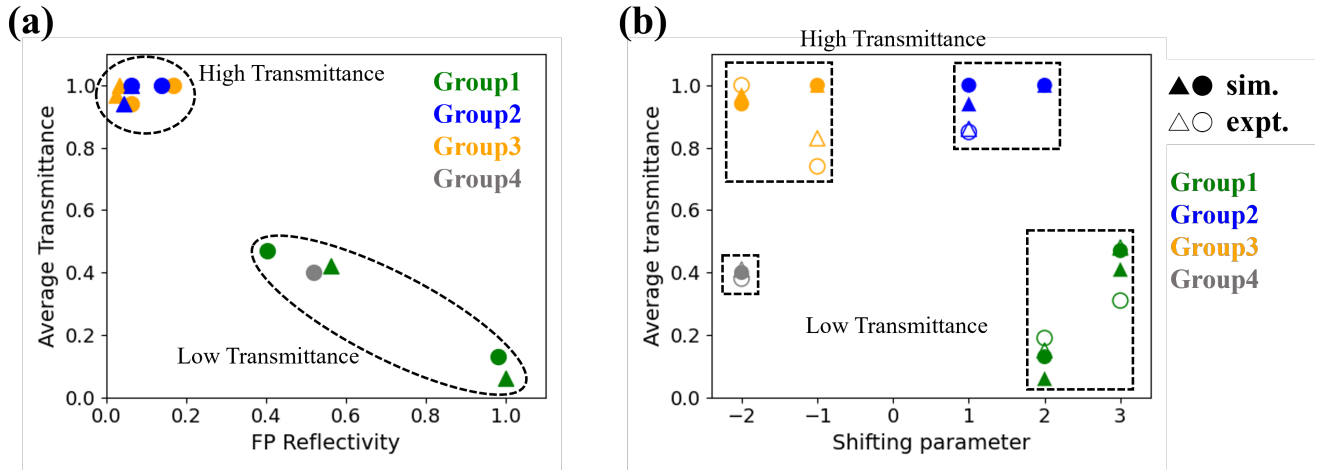 (a)
High Transmittance
Group1
Group2
Group3
Group4
Low Transmittance
Average Transmittance
1.0
0.8
0.6
0.4
0.2
0.0
0.0 0.2 0.4 0.6 0.8 1.0
FP Reflectivity
(b)
High Transmittance
Low Transmittance
Average transmittance
1.0
0.8
0.6
0.4
0.2
0.0
−2 −1 0 1 2 3
Shifting parameter
sim.
expt.
Group1
Group2
Group3
Group4